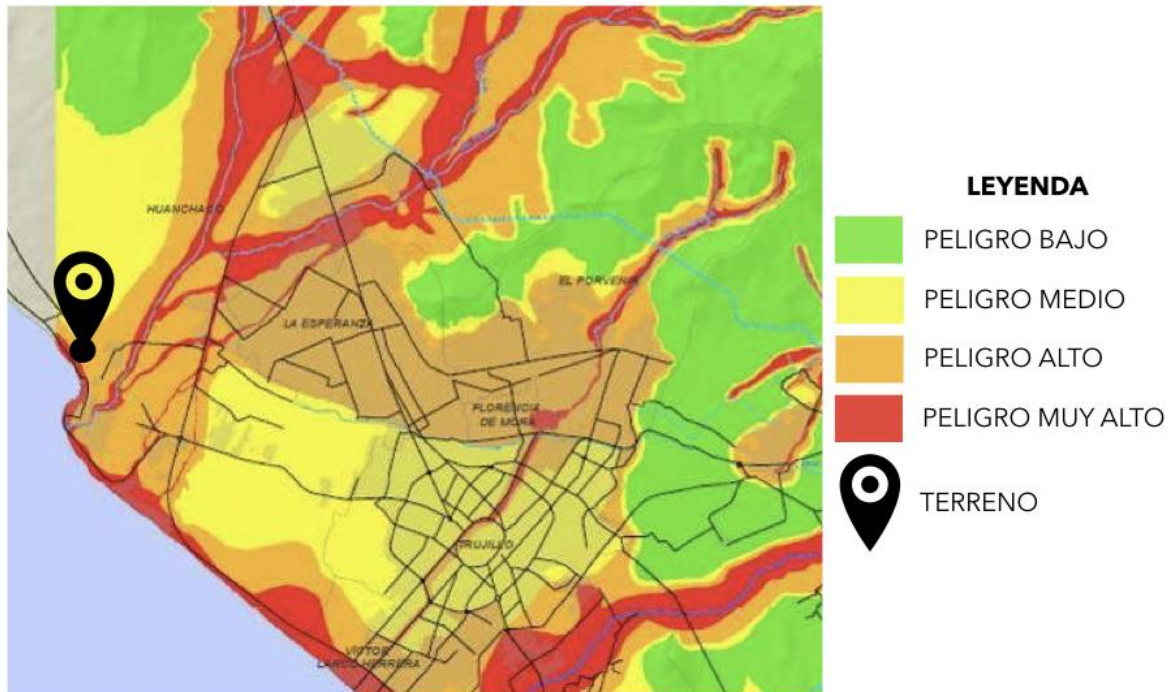 HUANCHACO
LA ESPERANZA
EL PORVENIR
FLORENCIA
DE MORA
TRUJILLO
VICTOR
LARCO HERRERA
LEYENDA
PELIGRO BAJO
PELIGRO MEDIO
PELIGRO ALTO
PELIGRO MUY ALTO
TERRENO